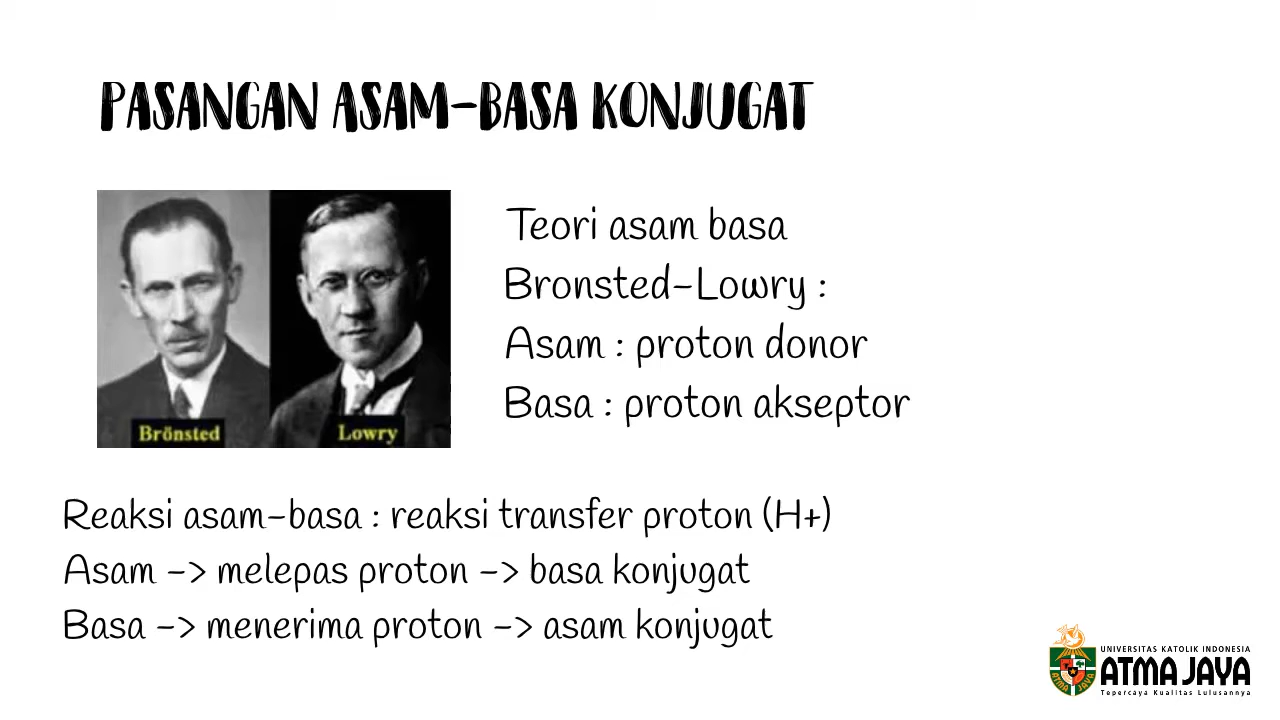 PASANGAN ASAM-BASA KONJUGAT
Brönsted
Lowry
Teori asam basa
Bronsted-Lowry :
Asam : proton donor
Basa : proton akseptor
Reaksi asam-basa : reaksi transfer proton (H+)
Asam -> melepas proton -> basa konjugat
Basa -> menerima proton -> asam konjugat
UNIVERSITAS KATOLIK INDONESIA
ATMA JAYA
Tepercaya Kualitas Lulusannya
ATMA JAYA